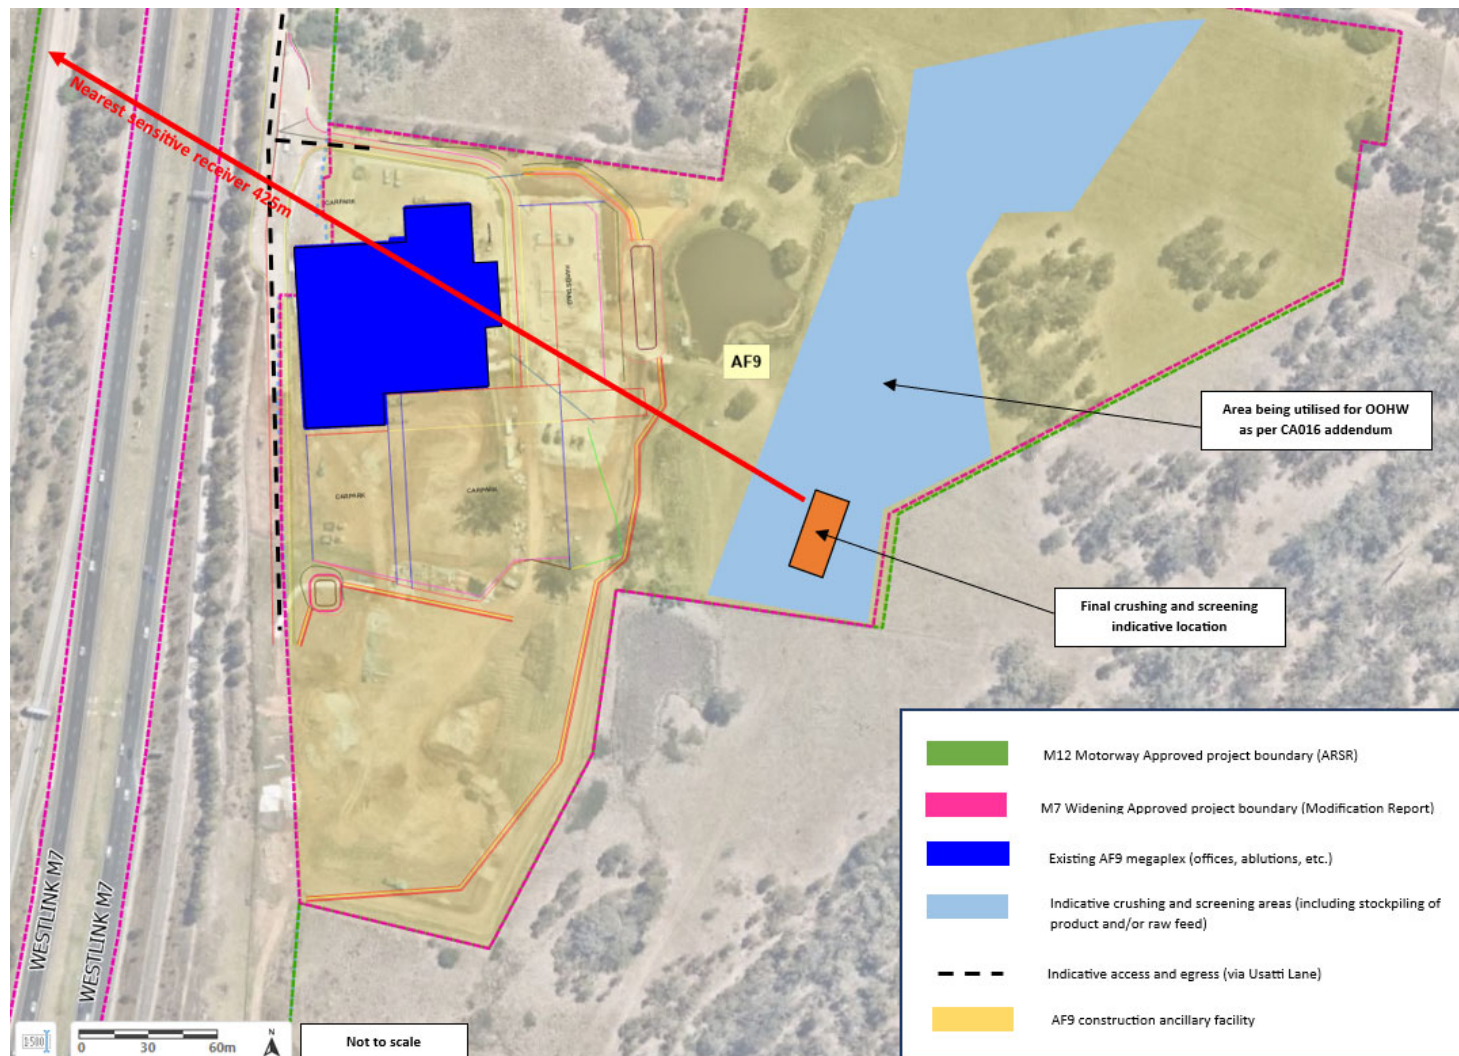 Nearest sensitive receiver 425m
CARPARK
HARDSTAND
AF9
Area being utilised for OOHW
as per CA016 addendum
CARPARK
CARPARK
Final crushing and screening
indicative location
WESTLINK M7
WESTLINK M7
M12 Motorway Approved project boundary (ARSR)
M7 Widening Approved project boundary (Modification Report)
Existing AF9 megaplex (offices, ablutions, etc.)
Indicative crushing and screening areas (including stockpiling of
product and/or raw feed)
Indicative access and egress (via Usatti Lane)
AF9 construction ancillary facility
0 30 60m
N
Not to scale